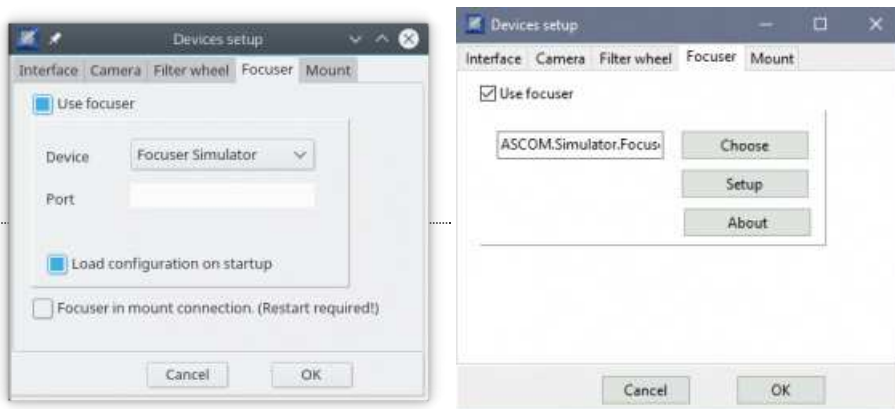 Devices setup
Interface Camera Filter wheel Focuser Mount
Use focuser
Device Focuser Simulator
Port
Load configuration on startup
Focuser in mount connection. (Restart required!)
Cancel OK
Devices setup
Interface Camera Filter wheel Focuser Mount
Use focuser
ASCOM.Simulator.Focus Choose
Setup
About
Cancel OK